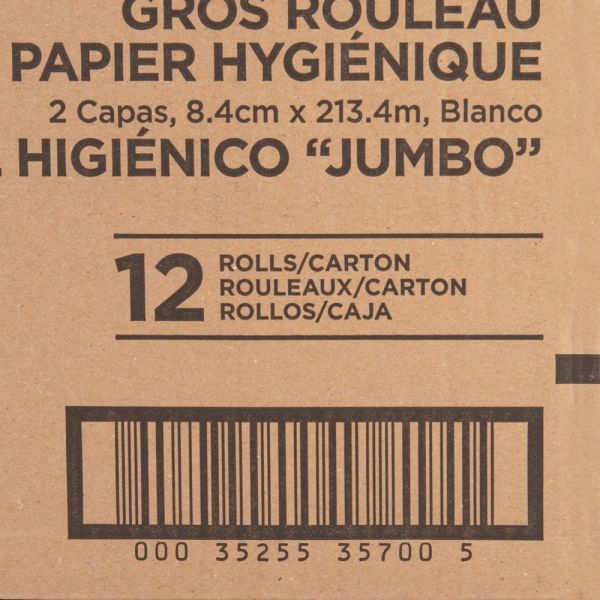 GROS ROULEAU
PAPIER HYGIÉNIQUE
2 Capas, 8.4cm x 213.4m, Blanco
HIGIÉNICO “JUMBO”
12 ROLLS/CARTON
ROULEAUX/CARTON
ROLLOS/CAJA
000 35255 35700 5